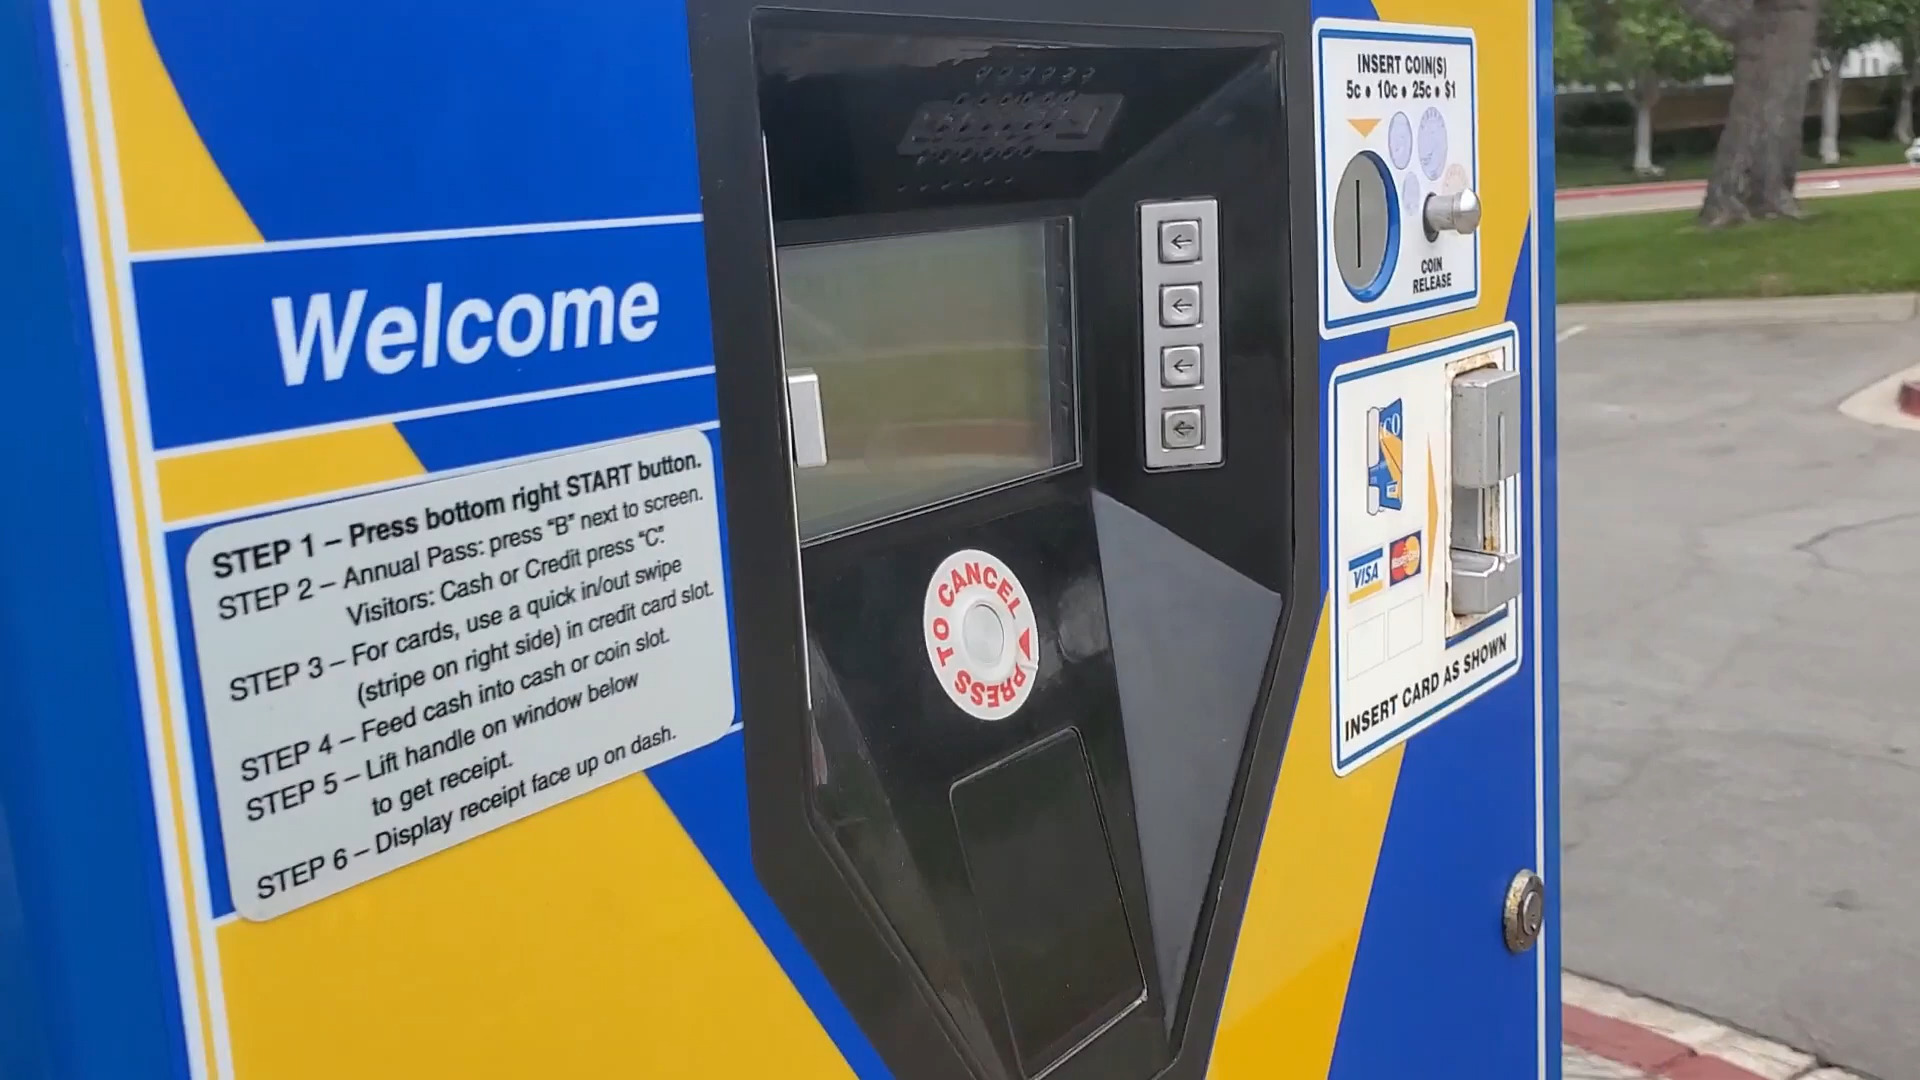 Welcome
STEP 1 – Press bottom right START button.
STEP 2 – Annual Pass: press "B" next to screen.
Visitors: Cash or Credit press "C".
STEP 3 – For cards, use a quick in/out swipe
(stripe on right side) in credit card slot.
STEP 4 – Feed cash into cash or coin slot.
STEP 5 – Lift handle on window below
to get receipt.
STEP 6 – Display receipt face up on dash.
PRESS TO CANCEL
INSERT COIN(S)
5c • 10c • 25c • $1
COIN
RELEASE
VISA
INSERT CARD AS SHOWN